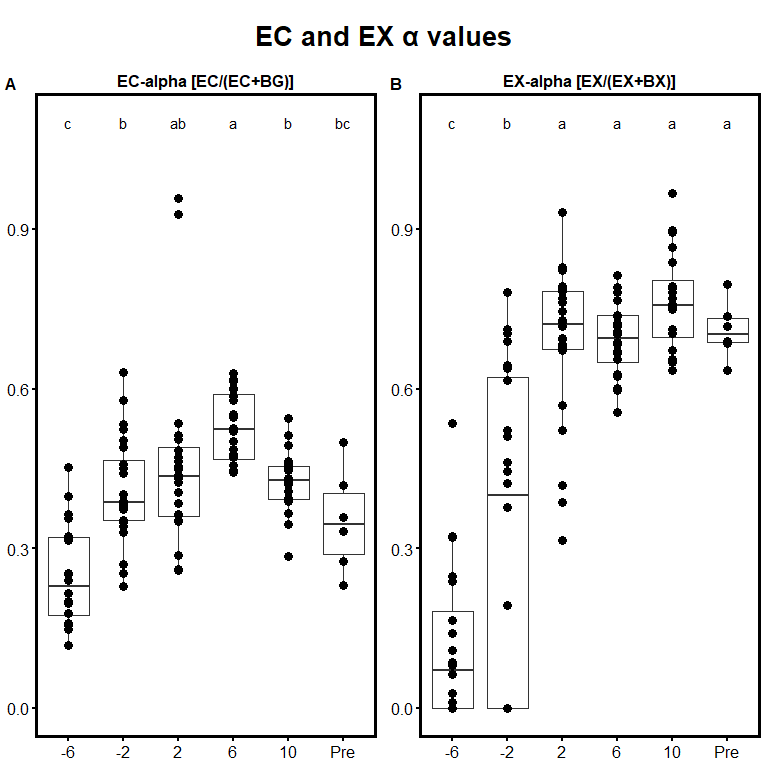 EC and EX α values
A
EC-alpha [EC/(EC+BG)]
c b ab a b bc
0.9
0.6
0.3
0.0
-6 -2 2 6 10 Pre
B
EX-alpha [EX/(EX+BX)]
c b a a a a
0.9
0.6
0.3
0.0
-6 -2 2 6 10 Pre